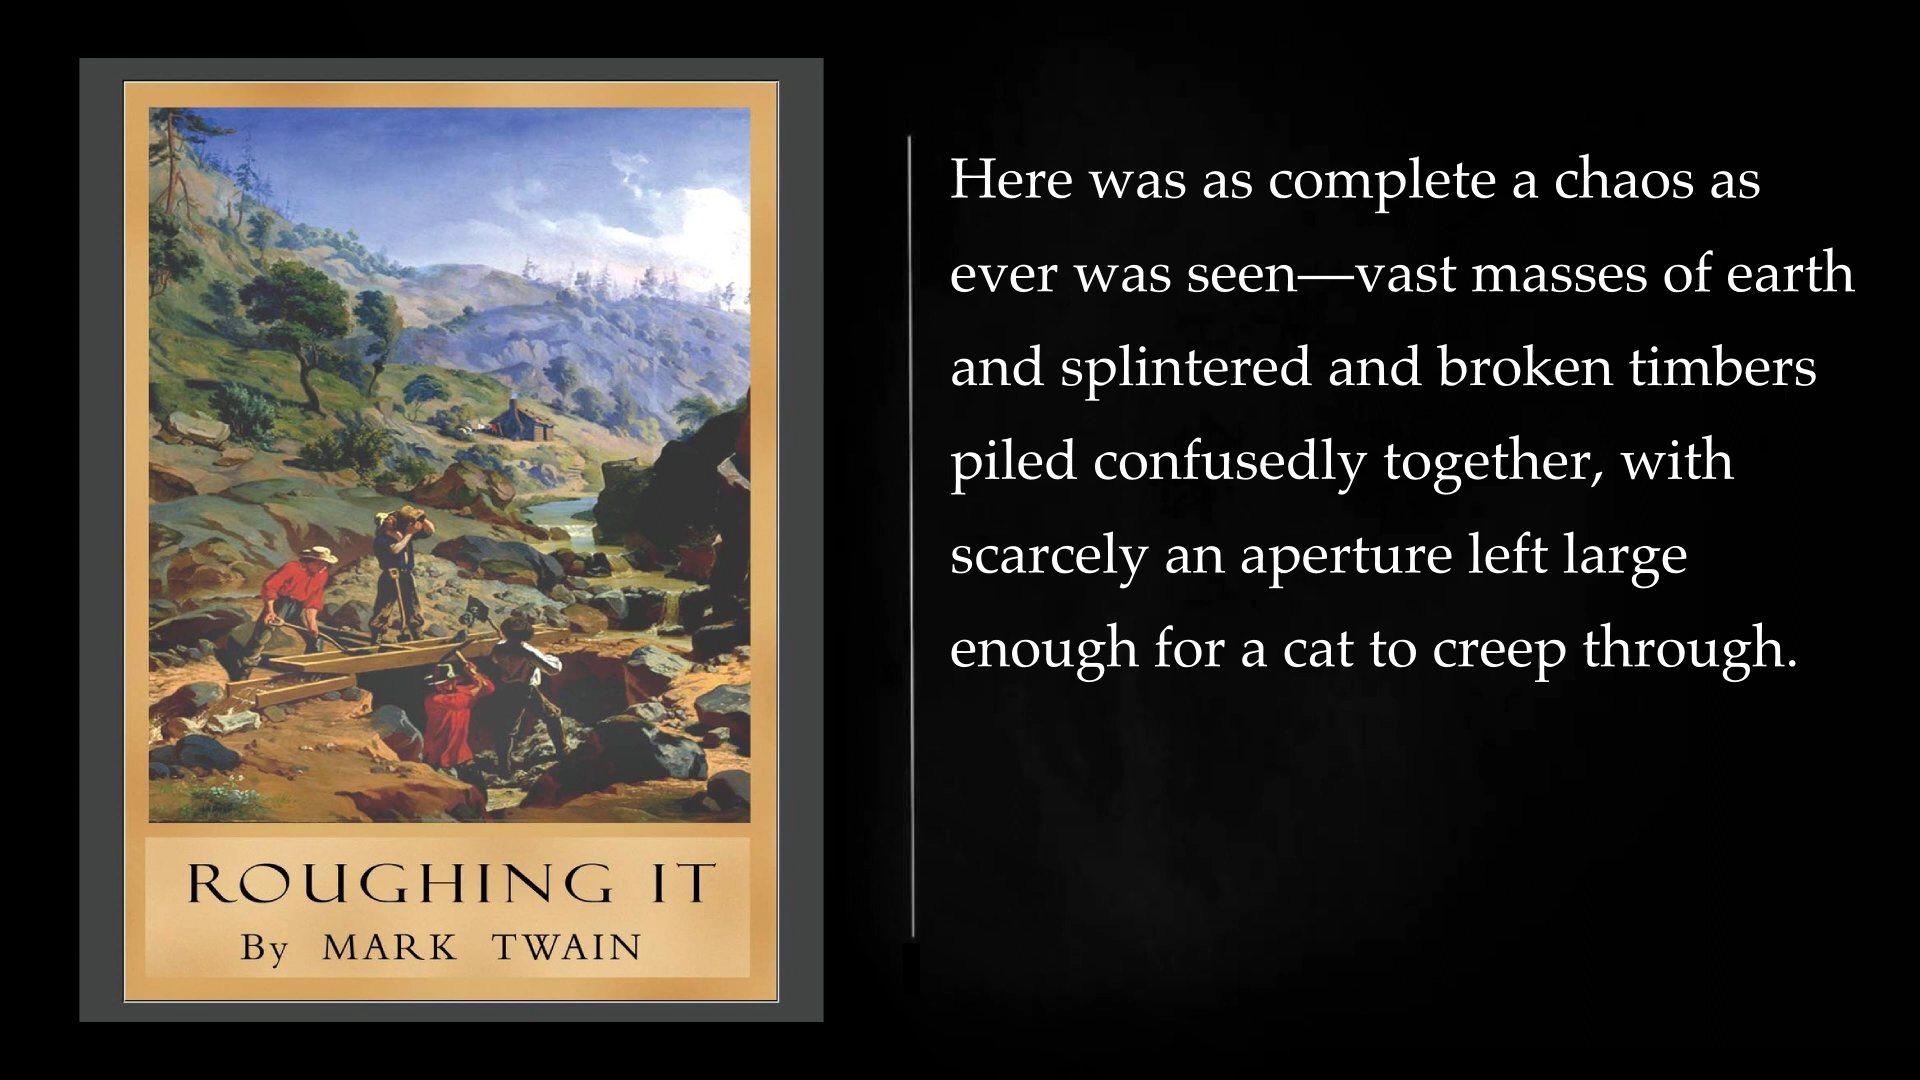 ROUGHING IT
By MARK TWAIN
Here was as complete a chaos as
ever was seen—vast masses of earth
and splintered and broken timbers
piled confusedly together, with
scarcely an aperture left large
enough for a cat to creep through.